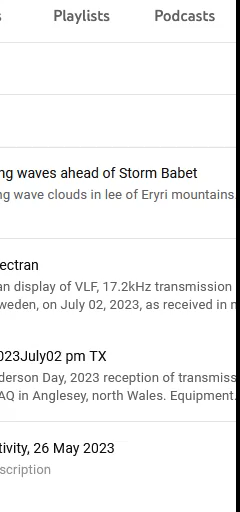 Playlists Podcasts
ng waves ahead of Storm Babet
ng wave clouds in lee of Eryri mountains.
ectran
an display of VLF, 17.2kHz transmission
weden, on July 02, 2023, as received in
023July02 pm TX
derson Day, 2023 reception of transmiss
AQ in Anglesey, north Wales. Equipment.
tivity, 26 May 2023
scription